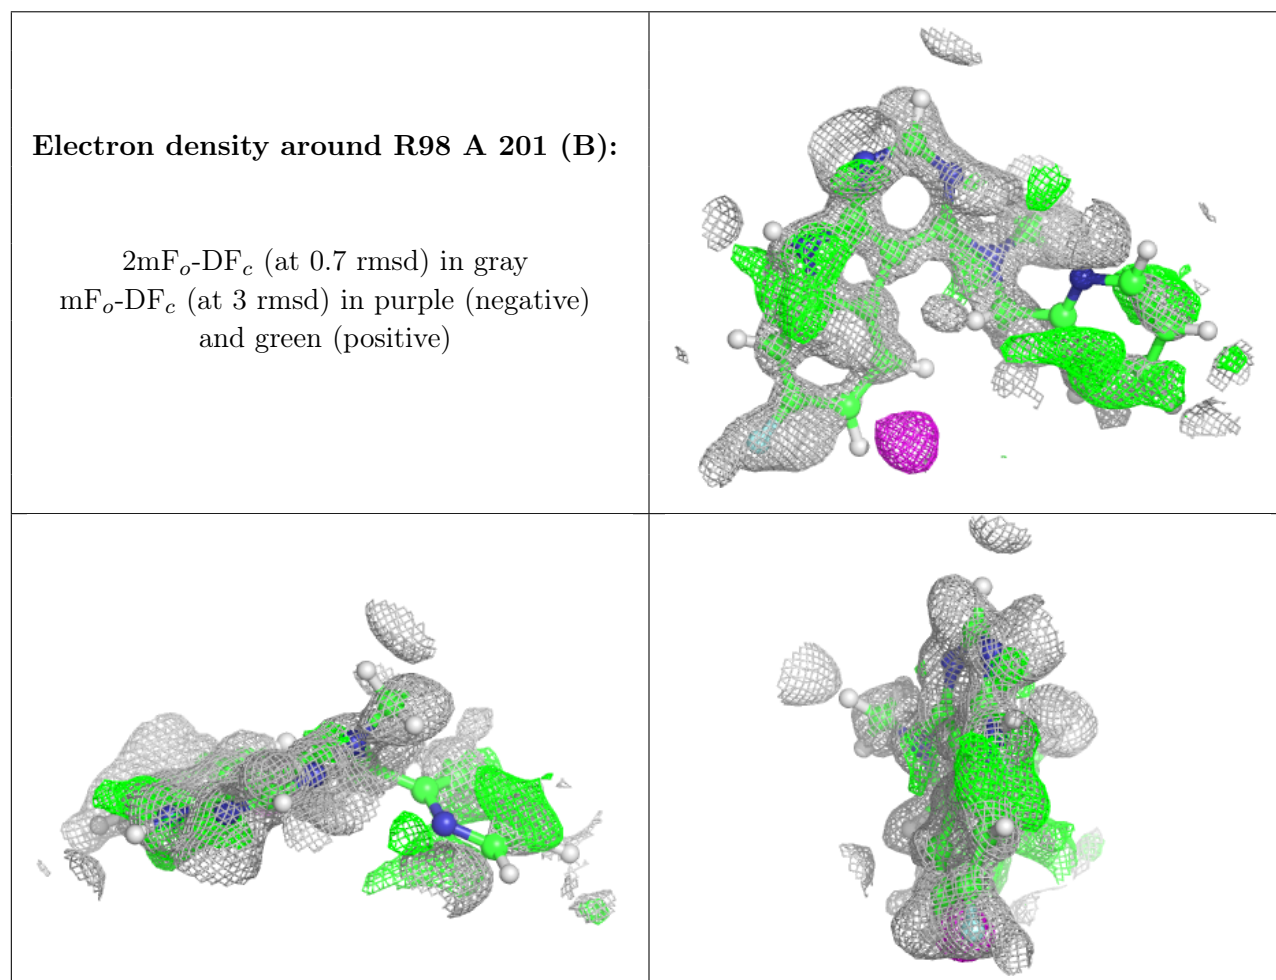 Electron density around R98 A 201 (B):
2mFo-DFc (at 0.7 rmsd) in gray
mFo-DFc (at 3 rmsd) in purple (negative)
and green (positive)